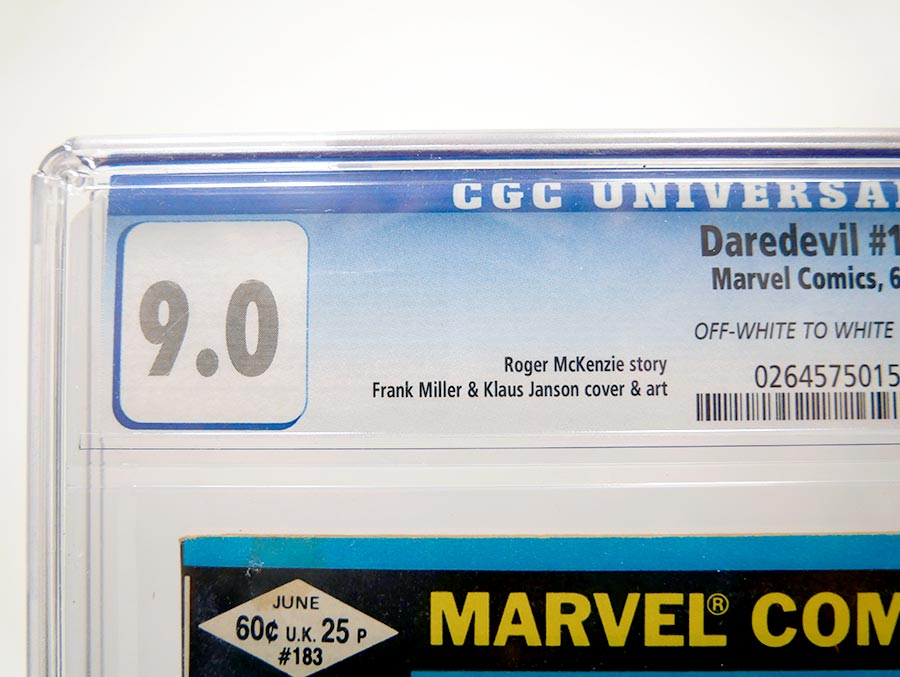 CGC UNIVERSAL
9.0
Daredevil #1
Marvel Comics, 6
OFF-WHITE TO WHITE
Roger McKenzie story
Frank Miller & Klaus Janson cover & art
0264575015
JUNE
60¢ U.K. 25 P
#183
MARVEL® COM